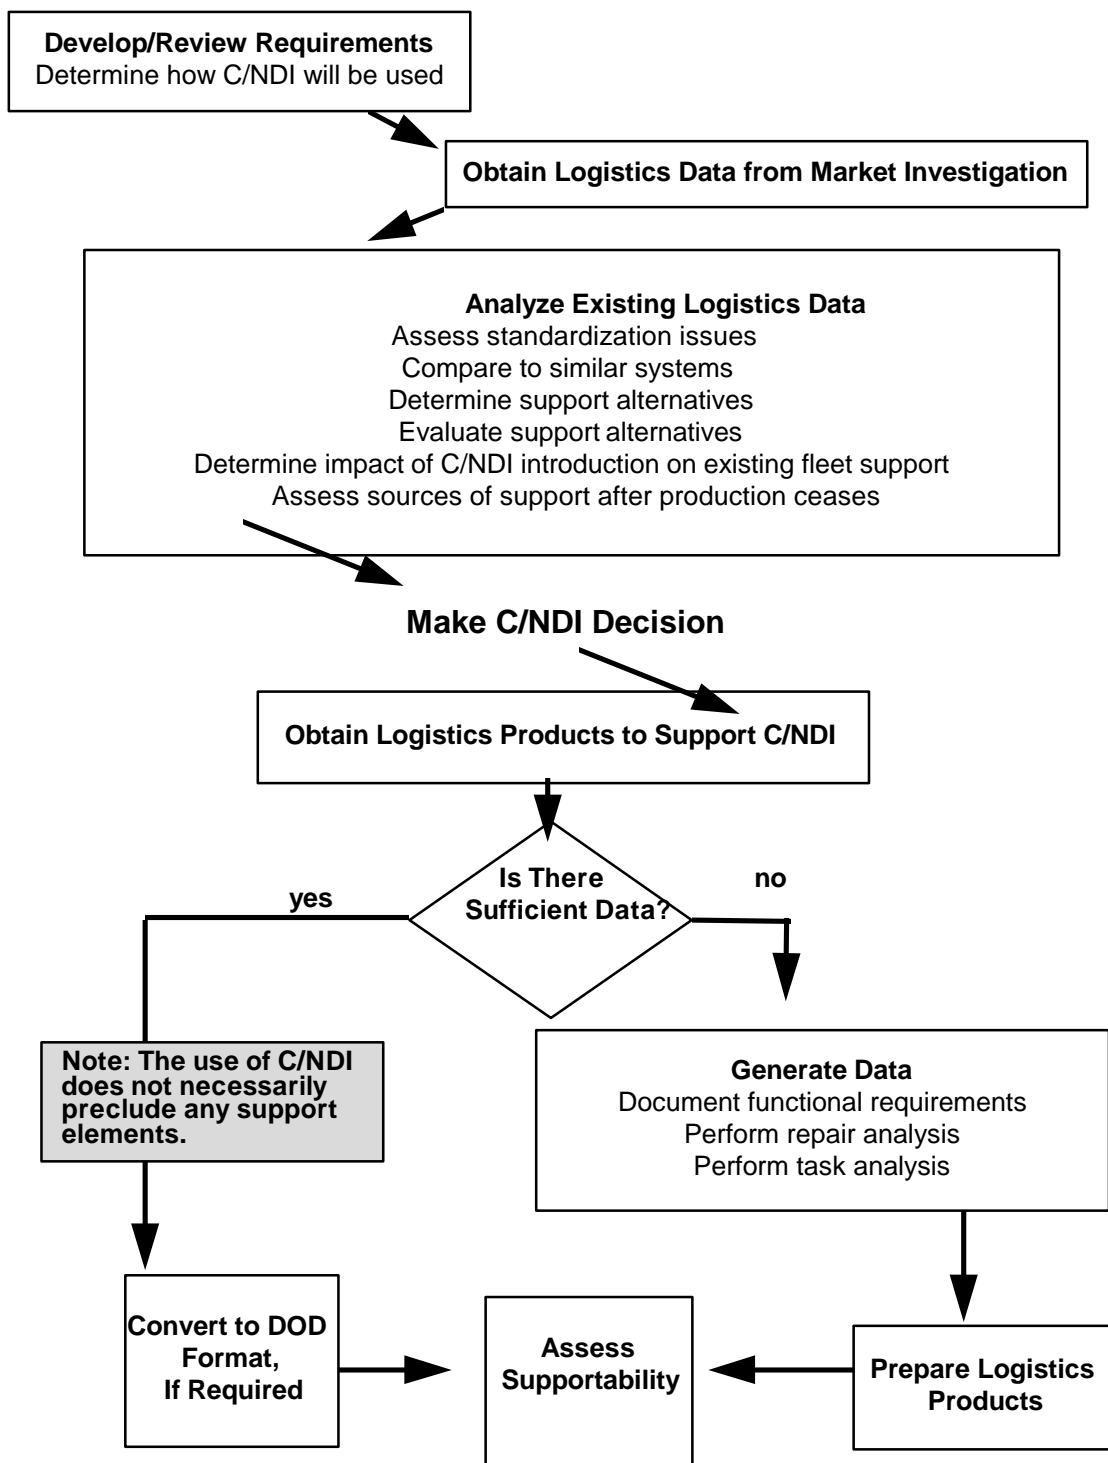 Develop/Review Requirements
Determine how C/NDI will be used
Obtain Logistics Data from Market Investigation
Analyze Existing Logistics Data
Assess standardization issues
Compare to similar systems
Determine support alternatives
Evaluate support alternatives
Determine impact of C/NDI introduction on existing fleet support
Assess sources of support after production ceases
Make C/NDI Decision
Obtain Logistics Products to Support C/NDI
Is There
Sufficient Data?
yes
no
Note: The use of C/NDI
does not necessarily
preclude any support
elements.
Generate Data
Document functional requirements
Perform repair analysis
Perform task analysis
Convert to DOD
Format,
If Required
Assess
Supportability
Prepare Logistics
Products